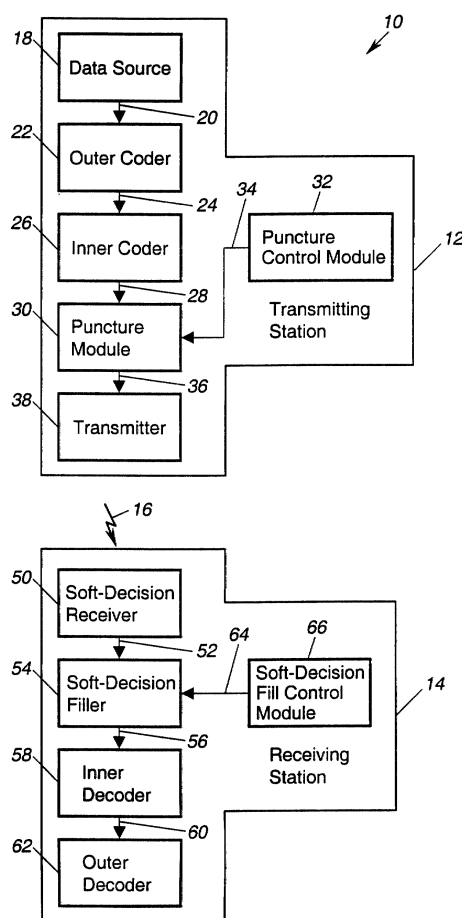 10
18
Data Source
20
22
Outer Coder
24
34
32
26
Inner Coder
Puncture
Control Module
12
28
30
Puncture
Module
Transmitting
Station
36
38
Transmitter
16
50
Soft-Decision
Receiver
52
64
66
54
Soft-Decision
Filler
Soft-Decision
Fill Control
Module
14
56
58
Inner
Decoder
Receiving
Station
60
62
Outer
Decoder